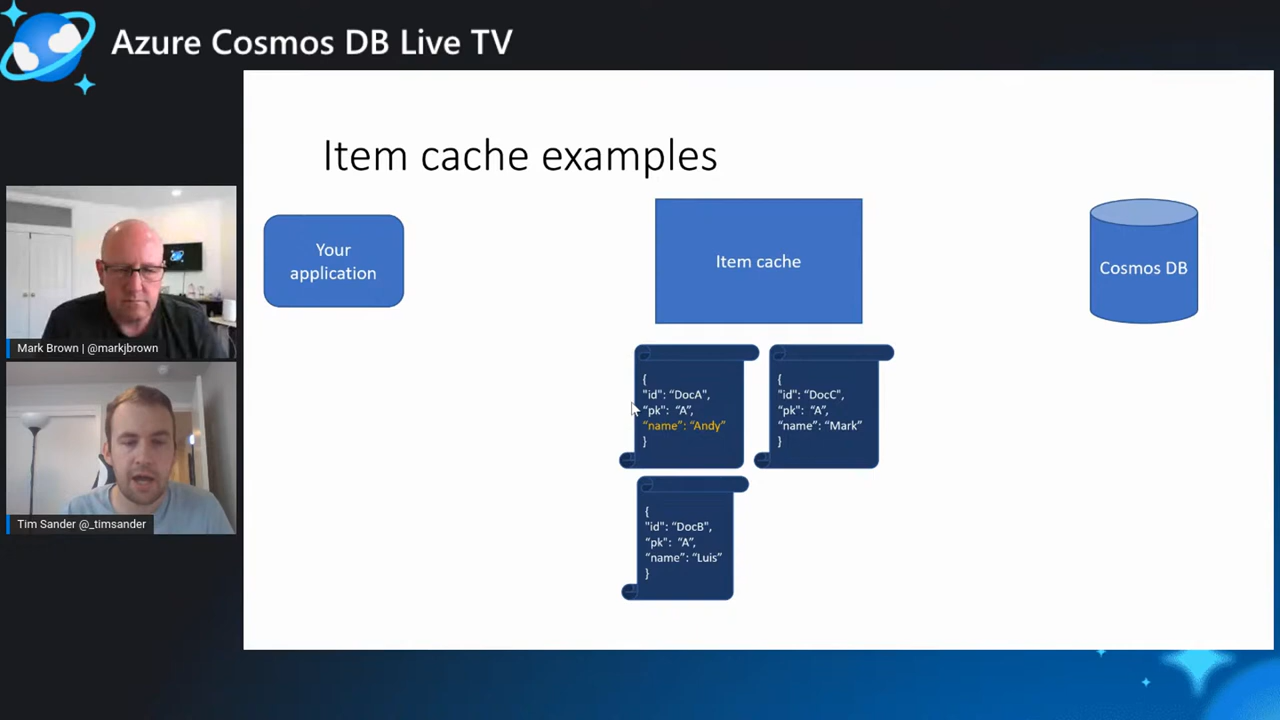 Azure Cosmos DB Live TV
Item cache examples
Your
application
Item cache
Cosmos DB
{
"id": “DocA",
“pk": “A”,
“name”: “Andy”
}
{
"id": “DocC",
“pk": “A”,
“name”: “Mark”
}
{
"id": “DocB",
“pk": “A”,
“name”: “Luis”
}
Mark Brown | @markjbrown
Tim Sander @_timsander